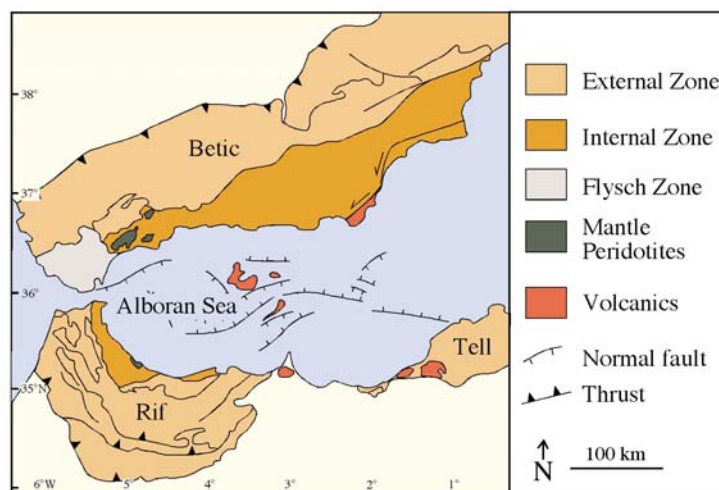 38°
37°
36°
35°N
6°W
5°
4°
3°
2°
1°
Betic
Alboran Sea
Rif
Tell
External Zone
Internal Zone
Flysch Zone
Mantle
Peridotites
Volcanics
Normal fault
Thrust
N
100 km